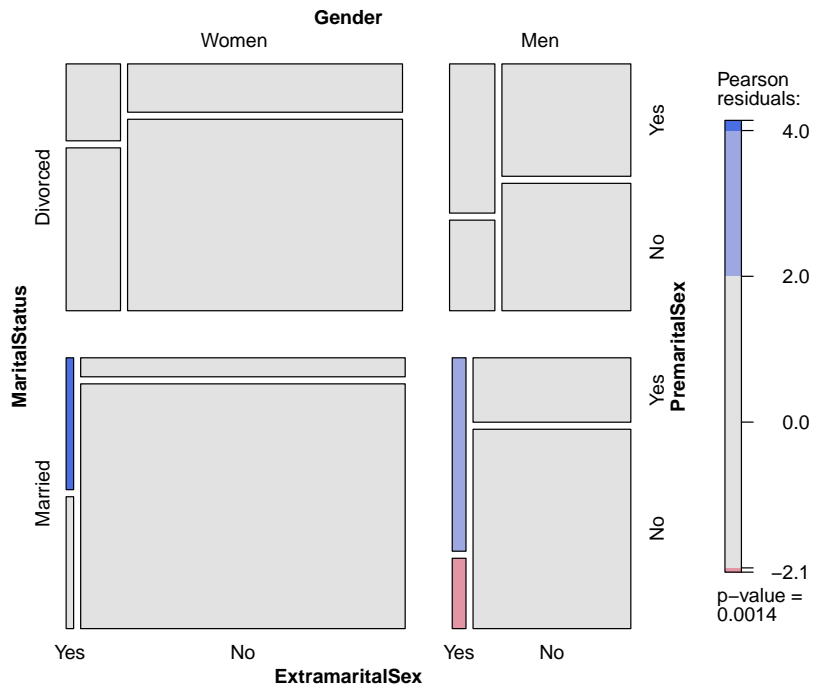 Gender
Women Men
Pearson
residuals:
4.0
2.0
0.0
−2.1
p−value =
0.0014
MaritalStatus
Divorced
Married
Yes
No
Yes
No
PremaritalSex
Yes No Yes No
ExtramaritalSex